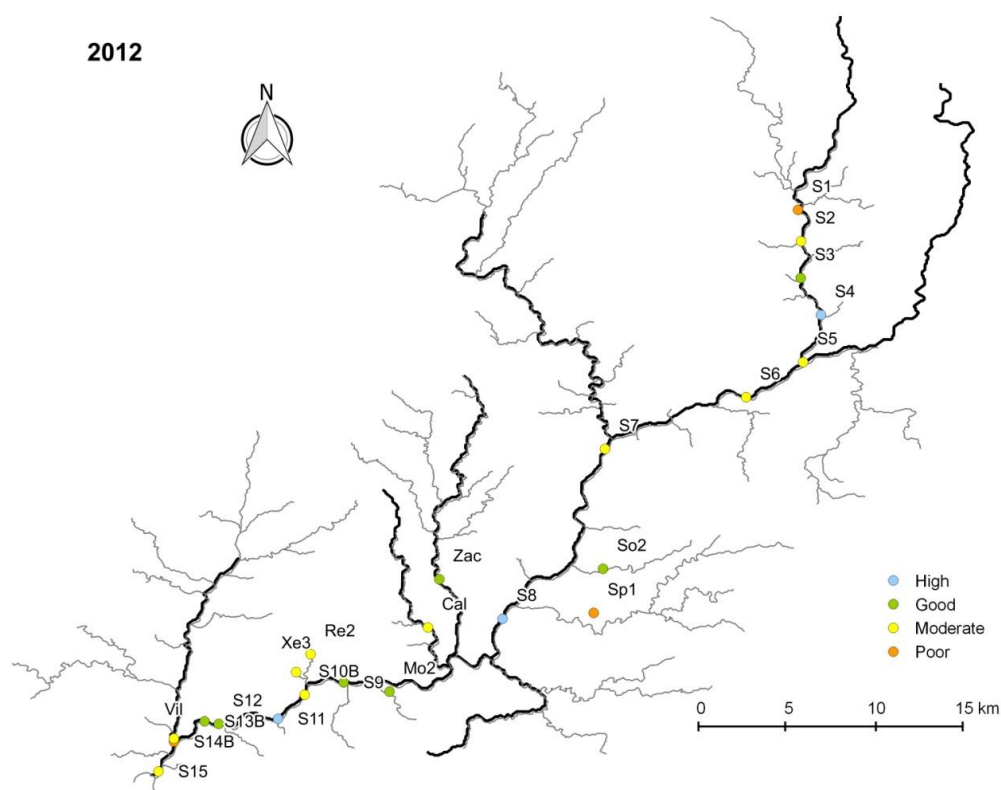 2012
N
S1
S2
S3
S4
S5
S6
S7
So2
Zac
Sp1
S8
Cal
Re2
Xe3
Mo2
S10B
S9
S12
S11
Vil
S13B
S14B
S15
High
Good
Moderate
Poor
0 5 10 15 km